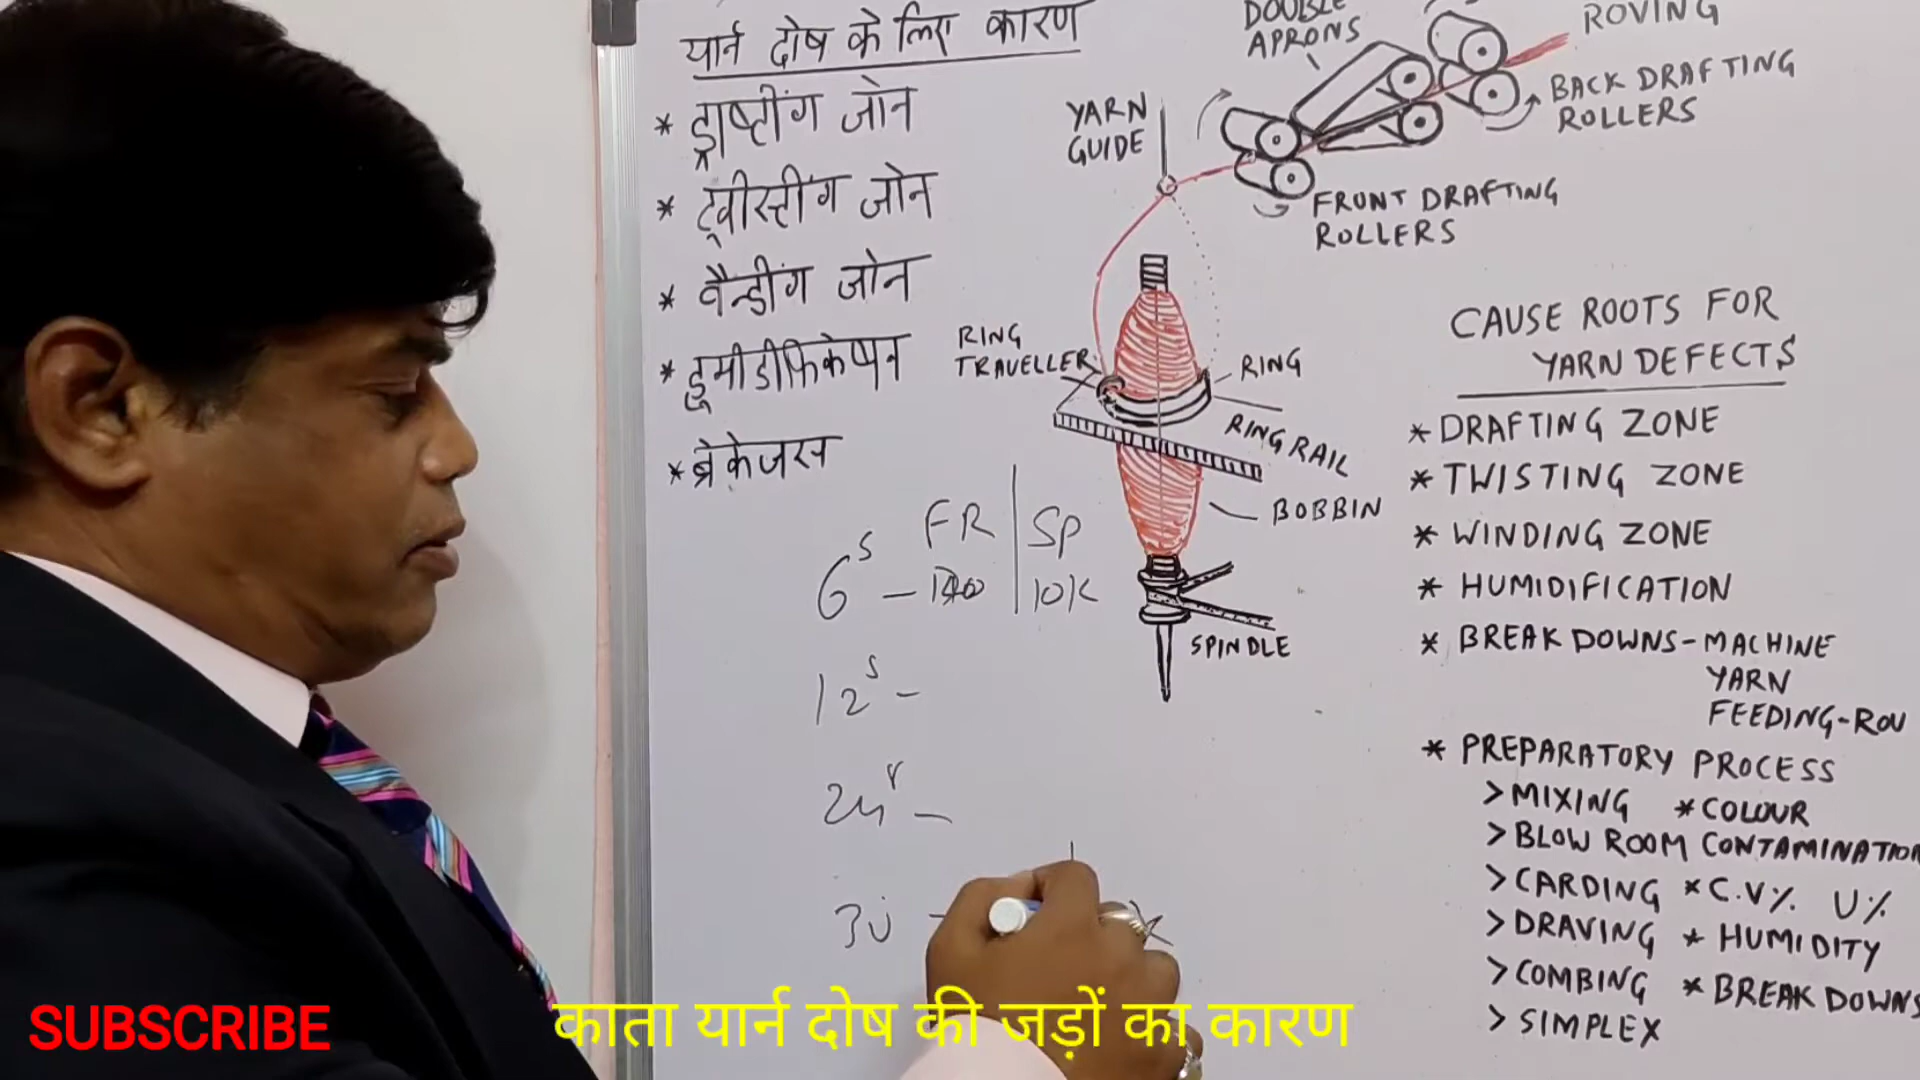 यार्न दोष के लिए कारण
* ड्राष्टींग जोन
* ट्वीस्टींग जोन
* वैन्डींग जोन
* हुमीडीफिकेषन
* ब्रेकेजस
FR | SP
6s - | 10K
12s -
24s -
30
DOUBLE
APRONS
ROVING
BACK DRAFTING
ROLLERS
YARN
GUIDE
FRONT DRAFTING
ROLLERS
RING
TRAVELLER
RING
RING RAIL
BOBBIN
SPINDLE
CAUSE ROOTS FOR
YARN DEFECTS
* DRAFTING ZONE
* TWISTING ZONE
* WINDING ZONE
* HUMIDIFICATION
* BREAK DOWNS - MACHINE
YARN
FEEDING - ROV
* PREPARATORY PROCESS
> MIXING * COLOUR
> BLOW ROOM CONTAMINATION
> CARDING * C.V% U%
> DRAVING * HUMIDITY
> COMBING * BREAK DOWNS
> SIMPLEX
SUBSCRIBE
काता यार्न दोष की जड़ों का कारण